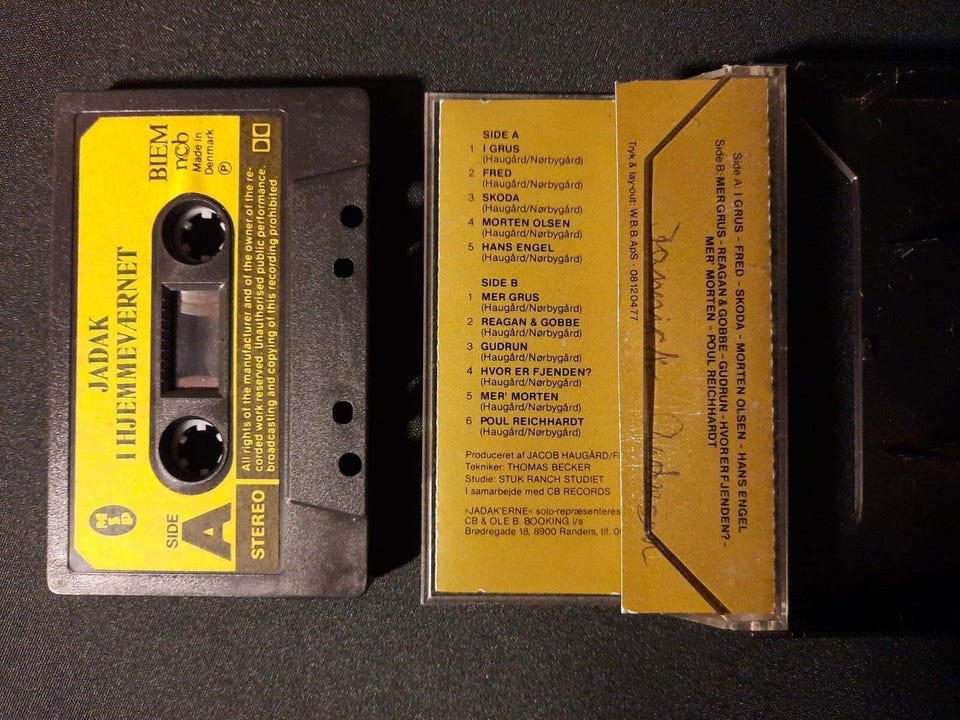 BIEM
ncb
Made in
Denmark
P
JADAK
I HJEMMEVÆRNET
MSD
SIDE
A
STEREO
All rights of the manufacturer and of the owner of the re-
corded work reserved. Unauthorised public performance.
broadcasting and copying of this recording prohibited.
SIDE A
1 I GRUS
(Haugård/Nørbygård)
2 FRED
(Haugård/Nørbygård)
3 SKODA
(Haugård/Nørbygård)
4 MORTEN OLSEN
(Haugård/Nørbygård)
5 HANS ENGEL
(Haugård/Nørbygård)
SIDE B
1 MER GRUS
(Haugård/Nørbygård)
2 REAGAN & GOBBE
(Haugård/Nørbygård)
3 GUDRUN
(Haugård/Nørbygård)
4 HVOR ER FJENDEN?
(Haugård/Nørbygård)
5 MER' MORTEN
(Haugård/Nørbygård)
6 POUL REICHHARDT
(Haugård/Nørbygård)
Produceret af JACOB HAUGÅRD/
Tekniker: THOMAS BECKER
Studie: STUK RANCH STUDIET
I samarbejde med CB RECORDS
»JADAK'ERNE« solo-repræsenteres
CB & OLE B. BOOKING i/s
Brødregade 18, 8900 Randers, tlf.
Side A: I GRUS - FRED - SKODA - MORTEN OLSEN - HANS ENGEL
Side B: MER GRUS - REAGAN & GOBBE - GUDRUN - HVOR ER FJENDEN? -
MER' MORTEN - POUL REICHHARDT
Tryk & lay-out: W.B.B. ApS · 08120477